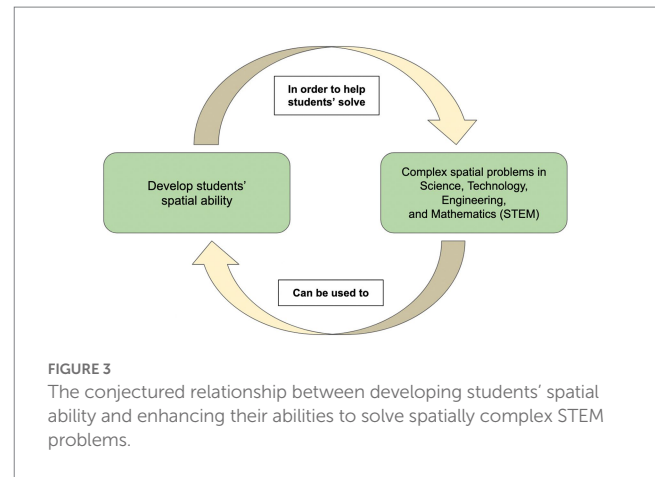 In order to help
students' solve
Develop students'
spatial ability
Complex spatial problems in
Science, Technology,
Engineering,
and Mathematics (STEM)
Can be used to
FIGURE 3
The conjectured relationship between developing students' spatial
ability and enhancing their abilities to solve spatially complex STEM
problems.